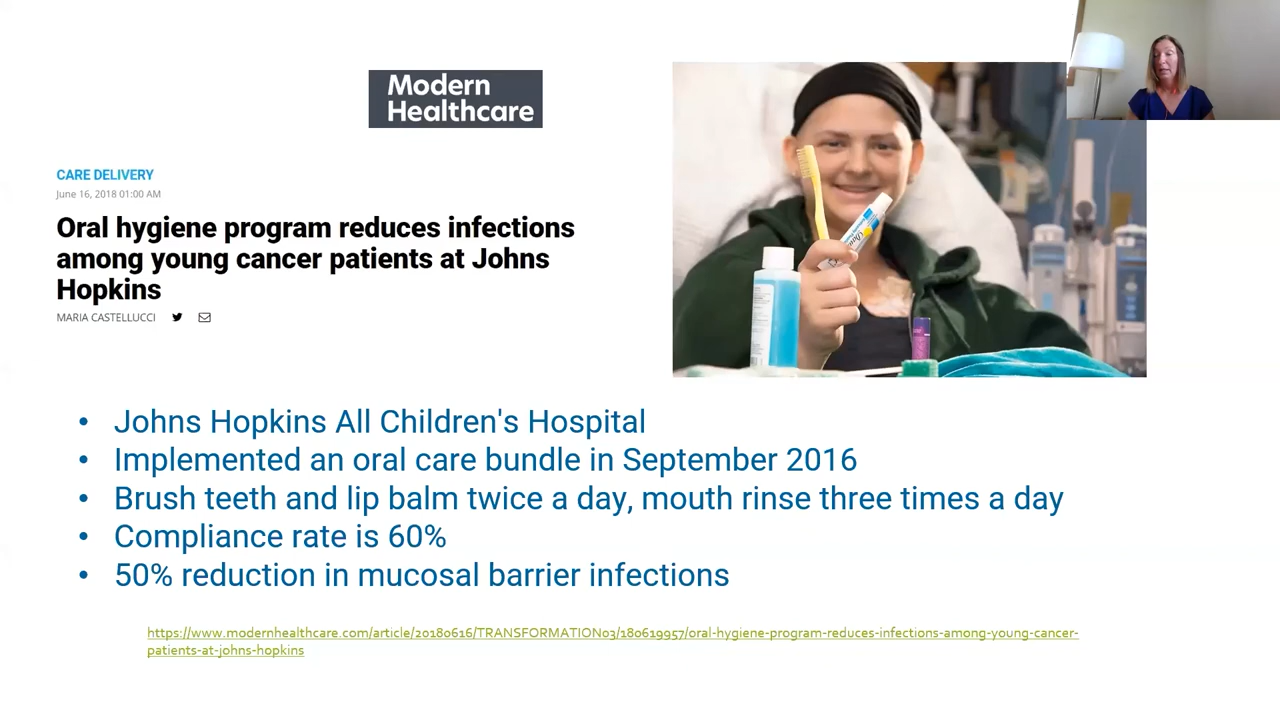 Modern
Healthcare
CARE DELIVERY
June 16, 2018 01:00 AM
Oral hygiene program reduces infections
among young cancer patients at Johns
Hopkins
MARIA CASTELLUCCI
• Johns Hopkins All Children's Hospital
• Implemented an oral care bundle in September 2016
• Brush teeth and lip balm twice a day, mouth rinse three times a day
• Compliance rate is 60%
• 50% reduction in mucosal barrier infections
https://www.modernhealthcare.com/article/20180616/TRANSFORMATION03/180619957/oral-hygiene-program-reduces-infections-among-young-cancer-
patients-at-johns-hopkins